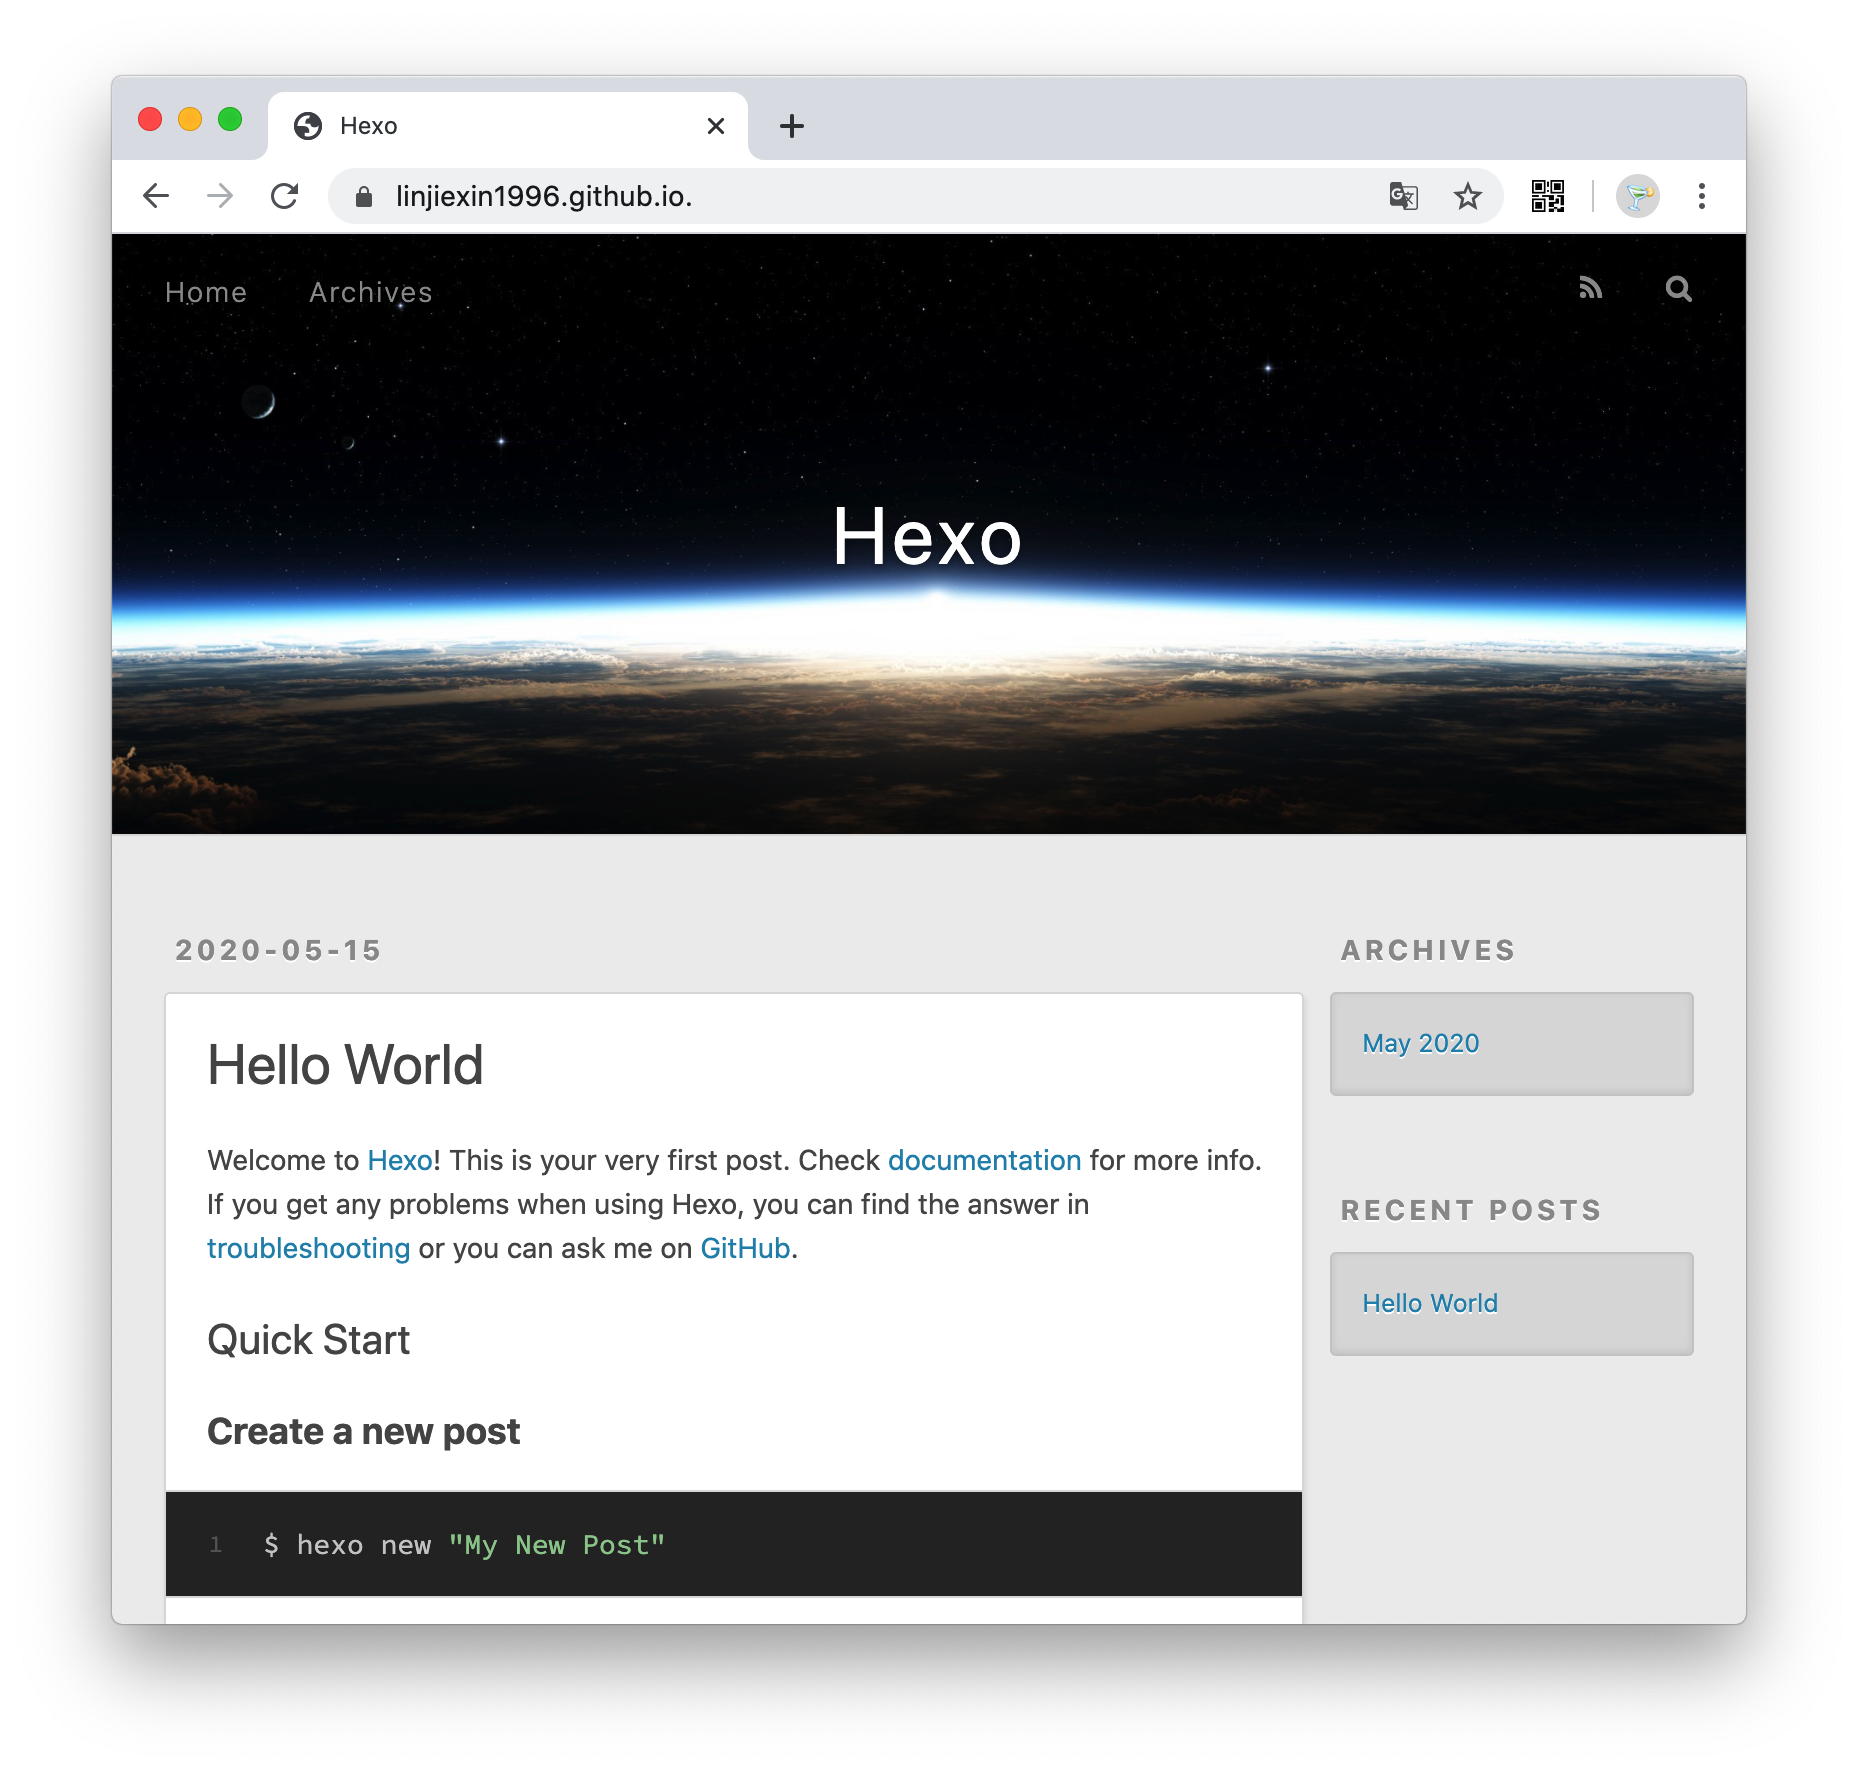 Hexo
linjiexin1996.github.io.
Home Archives
Hexo
2020-05-15
Hello World
Welcome to Hexo! This is your very first post. Check documentation for more info.
If you get any problems when using Hexo, you can find the answer in
troubleshooting or you can ask me on GitHub.
Quick Start
Create a new post
1 $ hexo new "My New Post"
ARCHIVES
May 2020
RECENT POSTS
Hello World